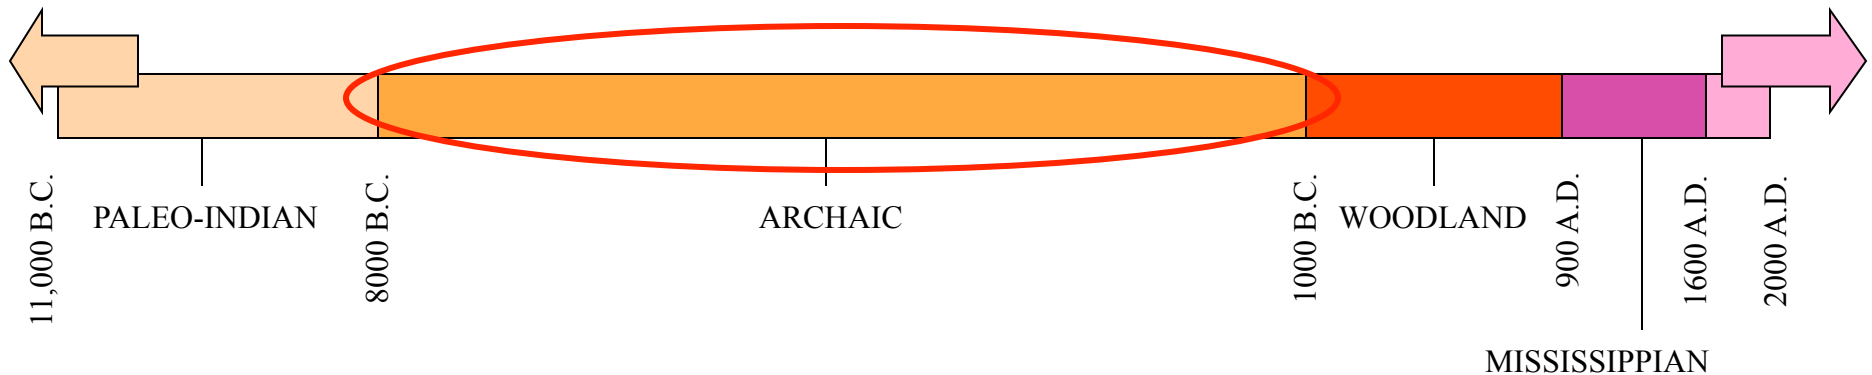 11,000 B.C.
PALEO-INDIAN
8000 B.C.
ARCHAIC
1000 B.C.
WOODLAND
900 A.D.
MISSISSIPPIAN
1600 A.D.
2000 A.D.